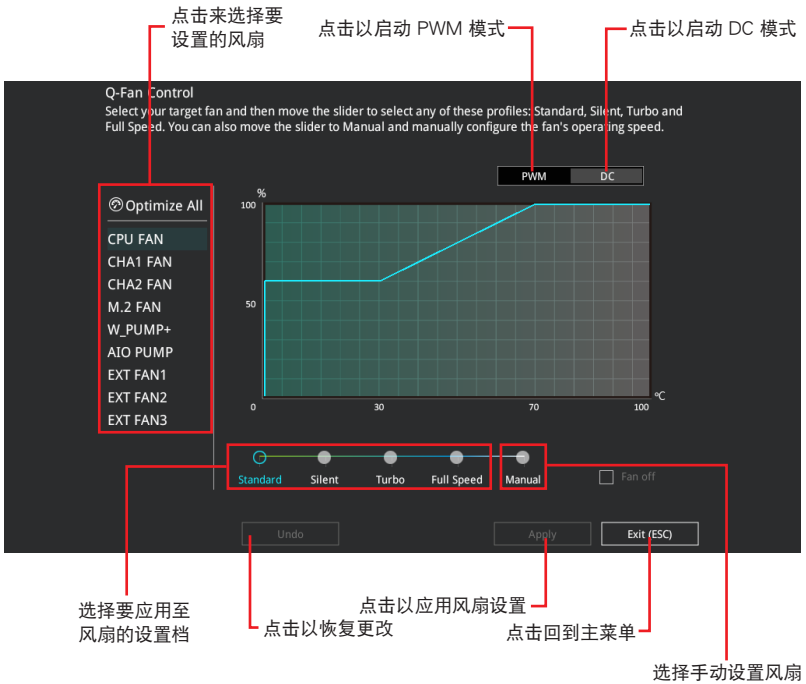 点击来选择要
设置的风扇
点击以启动 PWM 模式
点击以启动 DC 模式
Q-Fan Control
Select your target fan and then move the slider to select any of these profiles: Standard, Silent, Turbo and
Full Speed. You can also move the slider to Manual and manually configure the fan's operating speed.
PWM
DC
Optimize All
CPU FAN
CHA1 FAN
CHA2 FAN
M.2 FAN
W_PUMP+
AIO PUMP
EXT FAN1
EXT FAN2
EXT FAN3
%
100
50
0
30
70
100
℃
Standard
Silent
Turbo
Full Speed
Manual
Fan off
Undo
Apply
Exit (ESC)
选择要应用至
风扇的设置档
点击以恢复更改
点击以应用风扇设置
点击回到主菜单
选择手动设置风扇